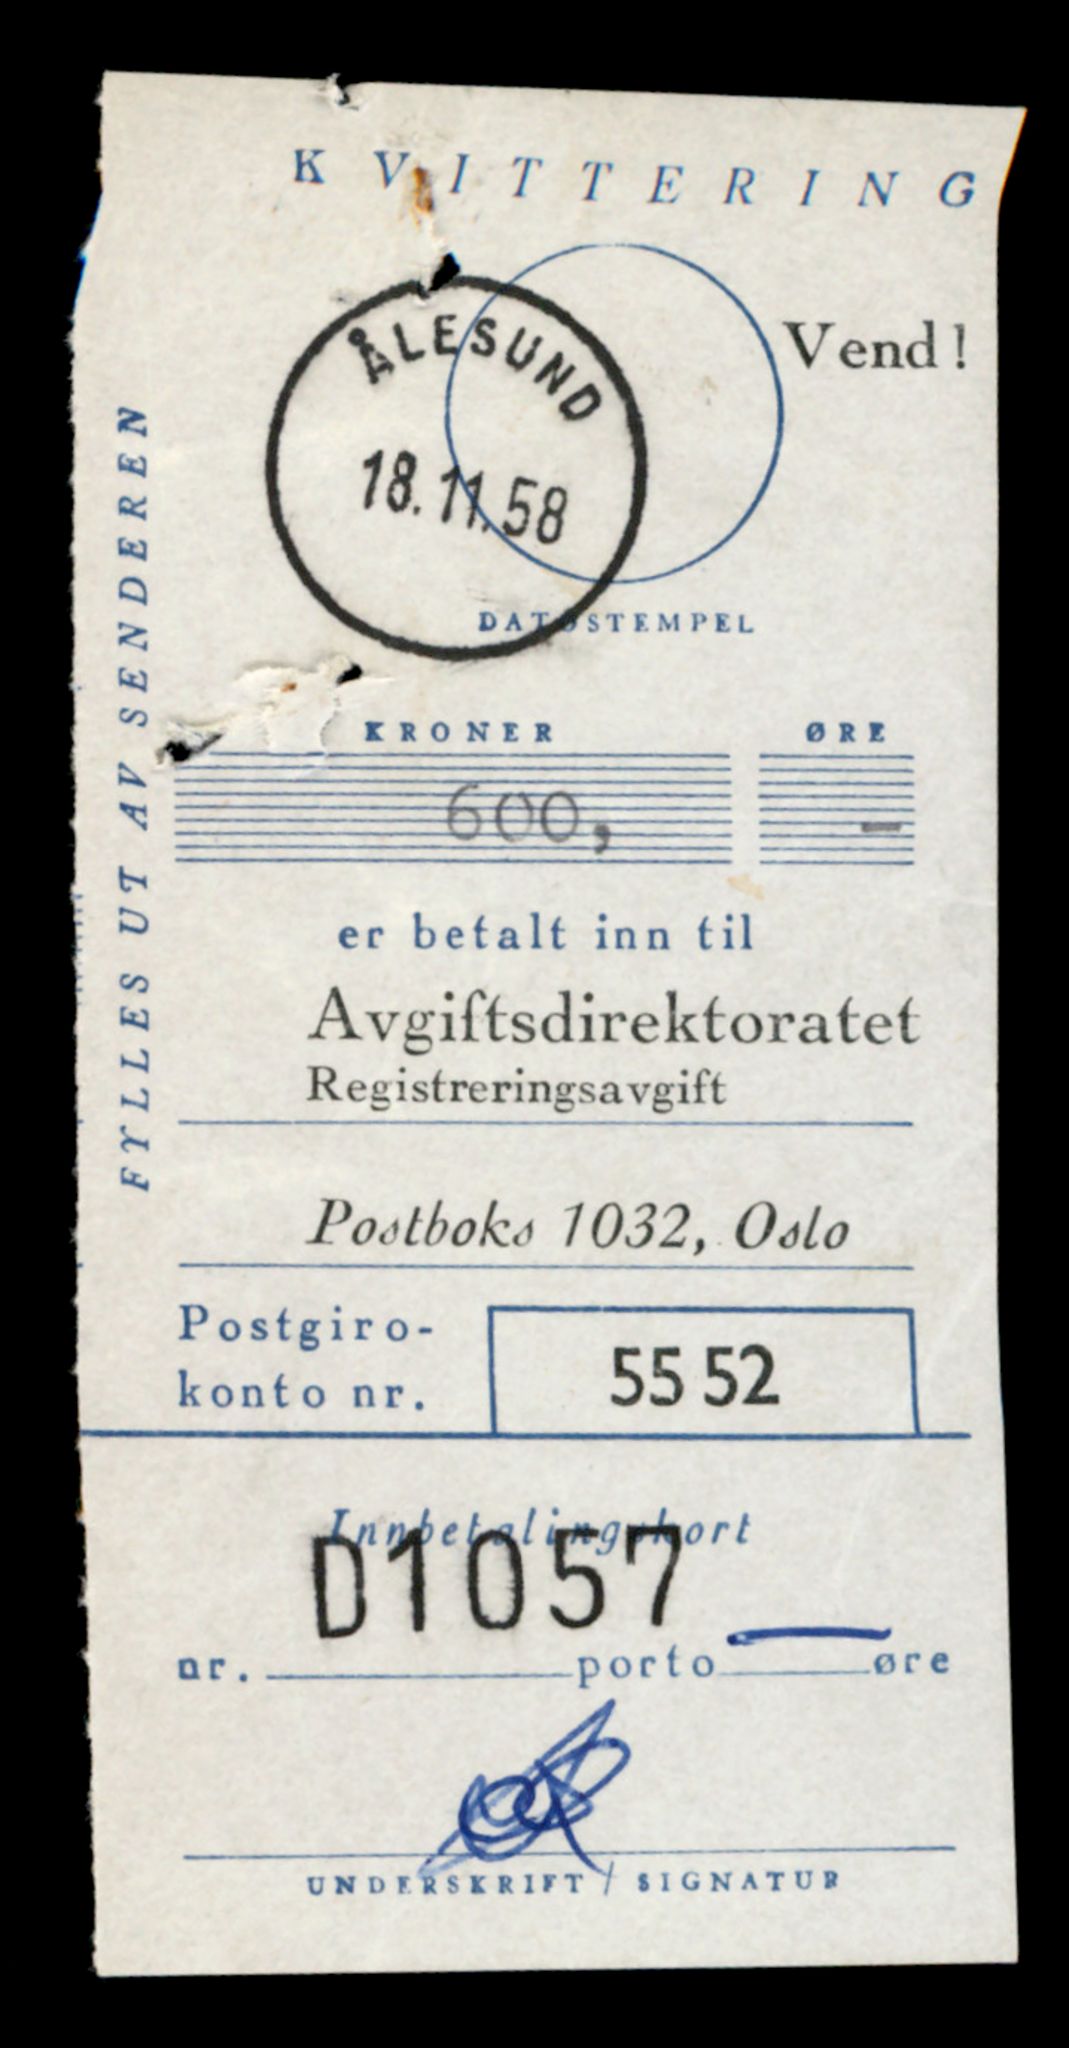 KVITTERING
Vend!
ÅLESUND
18.11.58
DATOSTEMPEL
FYLLES UT AV SENDEREN
KRONER ØRE
600, –
er betalt inn til
Avgiftsdirektoratet
Registreringsavgift
Postboks 1032, Oslo
Postgiro-
konto nr.
55 52
Innbetalingskort
D1057
nr. porto — øre
UNDERSKRIFT / SIGNATUR